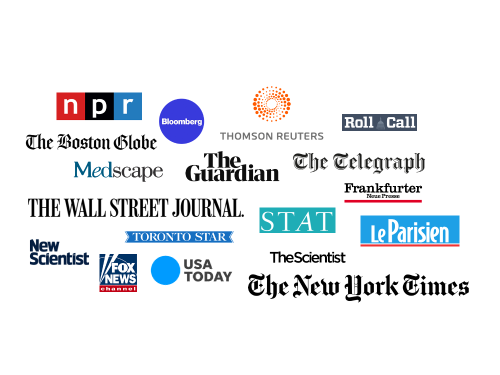 npr
Bloomberg
THOMSON REUTERS
Roll Call
The Boston Globe
Medscape
The
Guardian
The Telegraph
Frankfurter
Neue Presse
THE WALL STREET JOURNAL.
STAT
Le Parisien
TORONTO STAR
New
Scientist
FOX
NEWS
channel
USA
TODAY
TheScientist
The New York Times